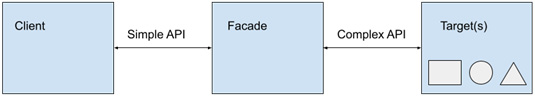 Client
Simple API
Facade
Complex API
Target(s)